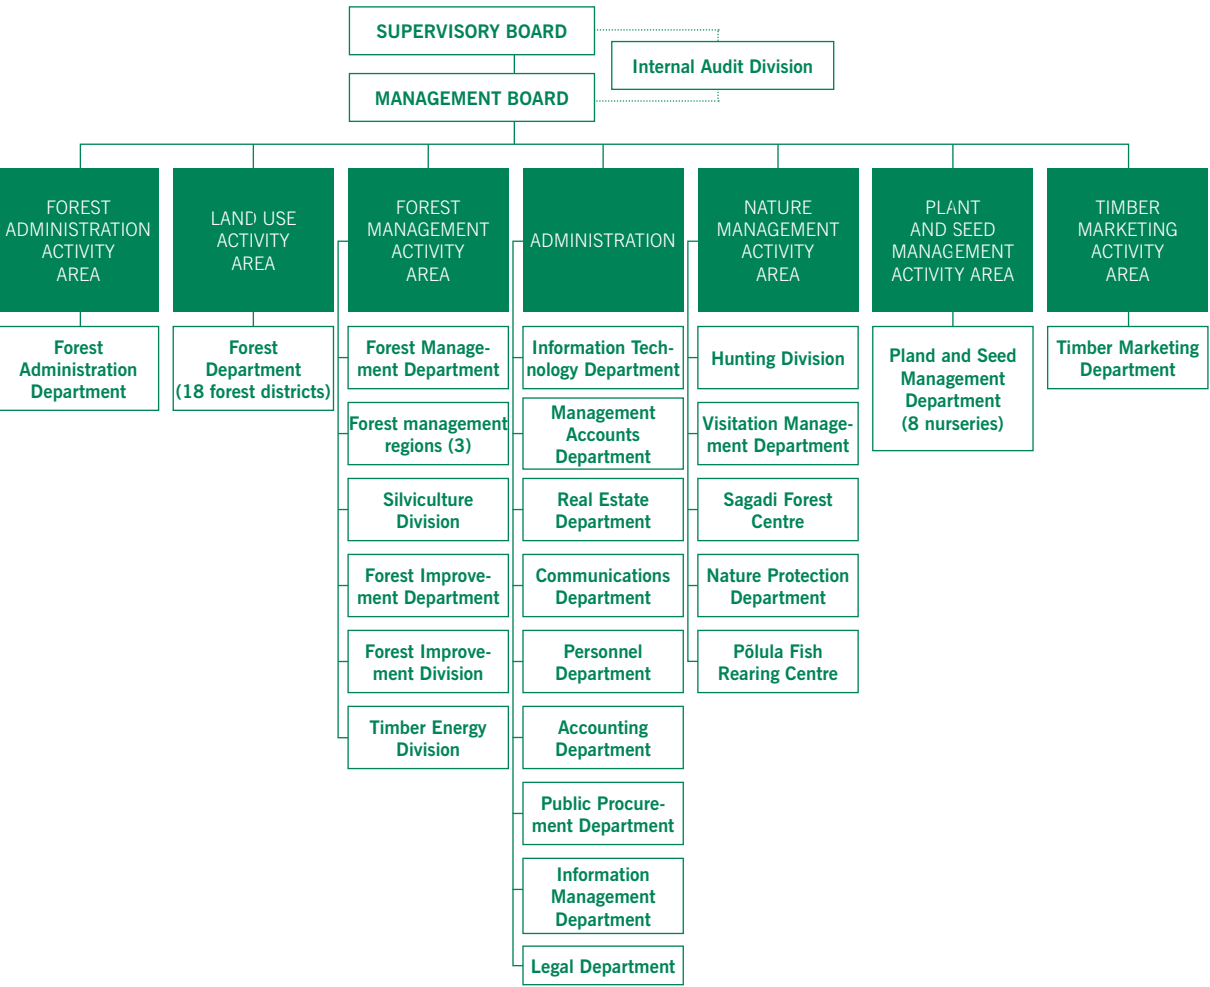 SUPERVISORY BOARD
Internal Audit Division
MANAGEMENT BOARD
FOREST
ADMINISTRATION
ACTIVITY
AREA
Forest
Administration
Department
LAND USE
ACTIVITY
AREA
Forest
Department
(18 forest districts)
FOREST
MANAGEMENT
ACTIVITY
AREA
Forest Manage-
ment Department
Forest management
regions (3)
Silviculture
Division
Forest Improve-
ment Department
Forest Improve-
ment Division
Timber Energy
Division
ADMINISTRATION
Information Tech-
nology Department
Management
Accounts
Department
Real Estate
Department
Communications
Department
Personnel
Department
Accounting
Department
Public Procure-
ment Department
Information
Management
Department
Legal Department
NATURE
MANAGEMENT
ACTIVITY
AREA
Hunting Division
Visitation Manage-
ment Department
Sagadi Forest
Centre
Nature Protection
Department
Põlula Fish
Rearing Centre
PLANT
AND SEED
MANAGEMENT
ACTIVITY AREA
Pland and Seed
Management
Department
(8 nurseries)
TIMBER
MARKETING
ACTIVITY
AREA
Timber Marketing
Department